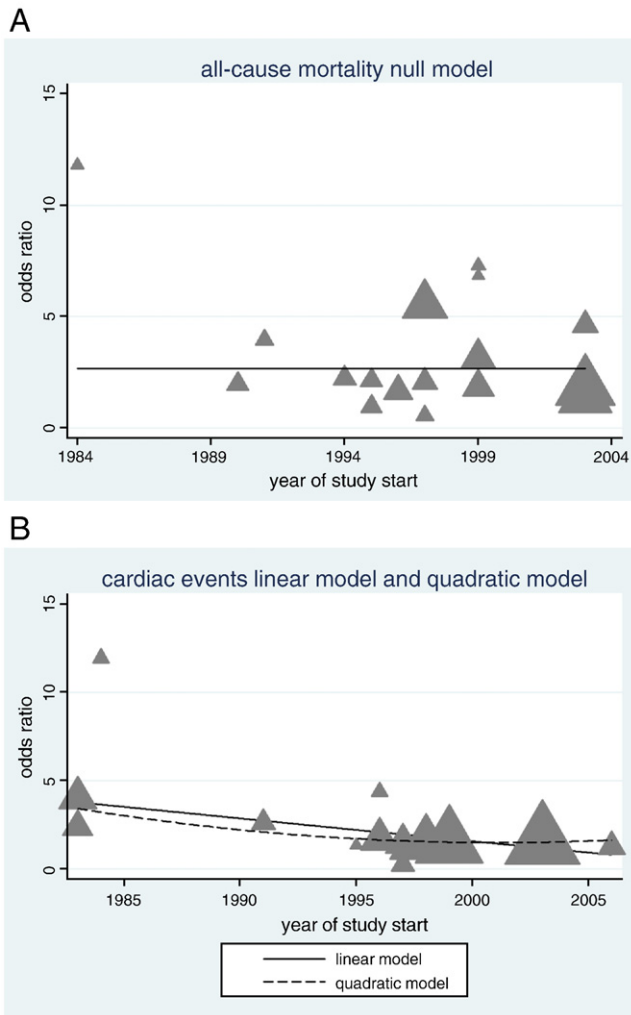 A
all-cause mortality null model
15
10
5
0
odds ratio
1984 1989 1994 1999 2004
year of study start
B
cardiac events linear model and quadratic model
15
10
5
0
odds ratio
1985 1990 1995 2000 2005
year of study start
linear model
quadratic model